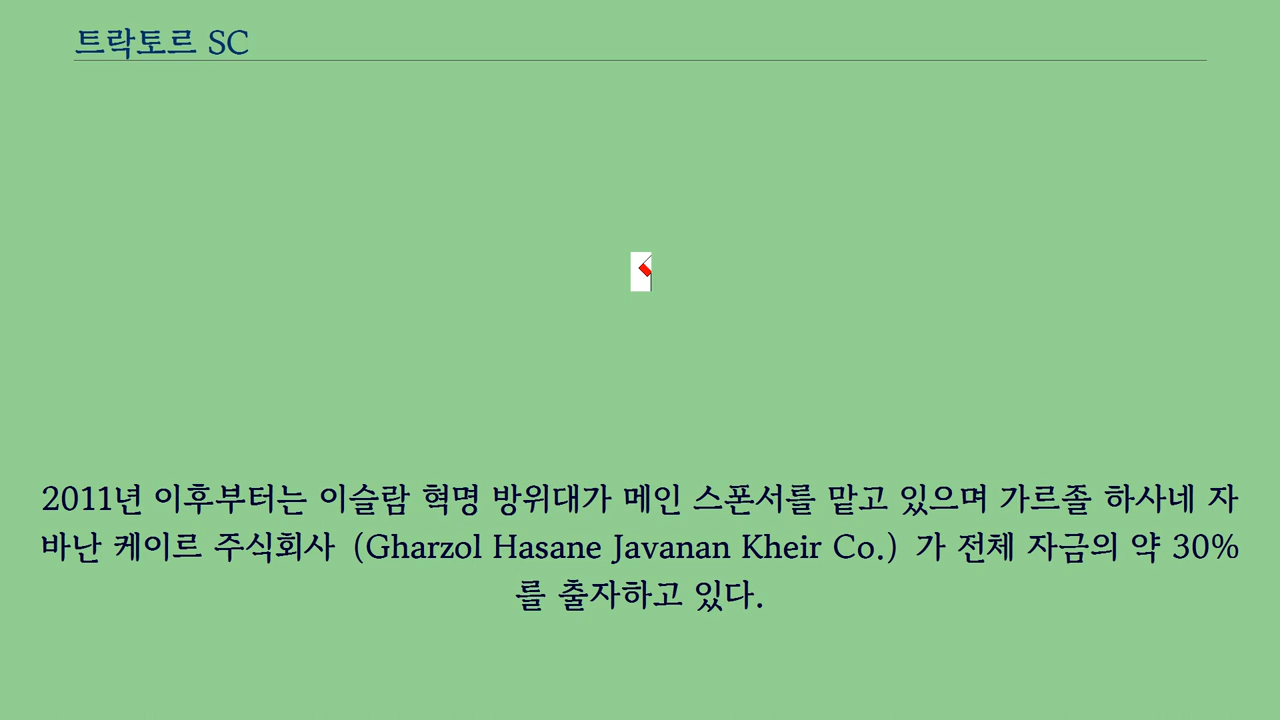 트락토르 SC
2011년 이후부터는 이슬람 혁명 방위대가 메인 스폰서를 맡고 있으며 가르졸 하사네 자
바난 케이르 주식회사 (Gharzol Hasane Javanan Kheir Co.) 가 전체 자금의 약 30%
를 출자하고 있다.